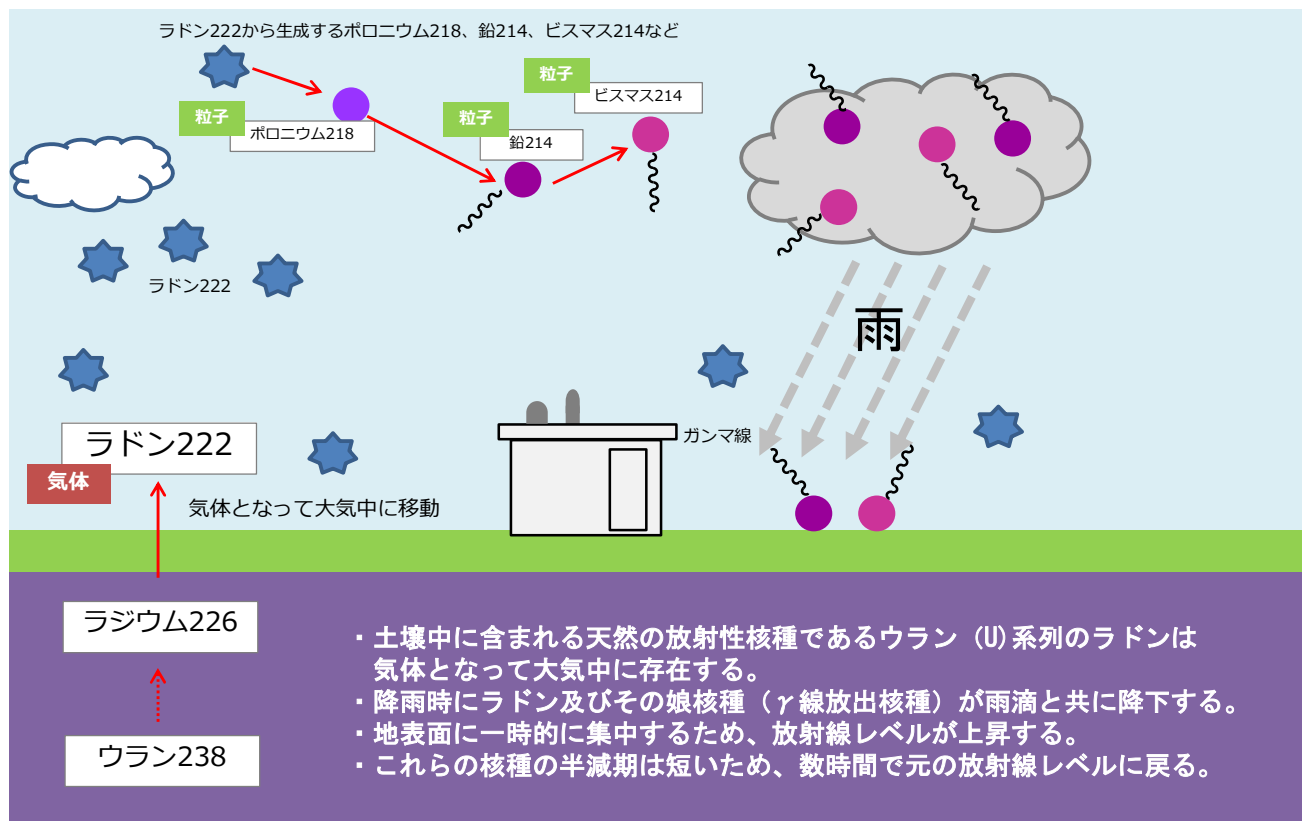 ラドン222から生成するポロニウム218、鉛214、ビスマス214など
粒子
ビスマス214
粒子
ポロニウム218
粒子
鉛214
ラドン222
雨
ラドン222
気体
ガンマ線
気体となって大気中に移動
ラジウム226
ウラン238
・土壌中に含まれる天然の放射性核種であるウラン（U)系列のラドンは
気体となって大気中に存在する。
・降雨時にラドン及びその娘核種（γ線放出核種）が雨滴と共に降下する。
・地表面に一時的に集中するため、放射線レベルが上昇する。
・これらの核種の半減期は短いため、数時間で元の放射線レベルに戻る。